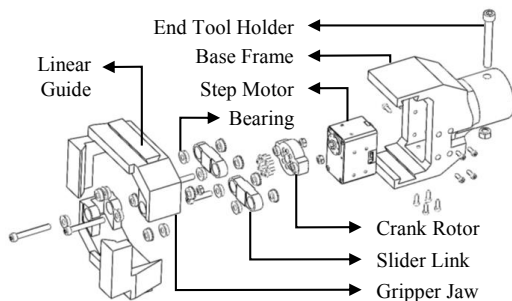 End Tool Holder
Base Frame
Linear
Guide
Step Motor
Bearing
Crank Rotor
Slider Link
Gripper Jaw